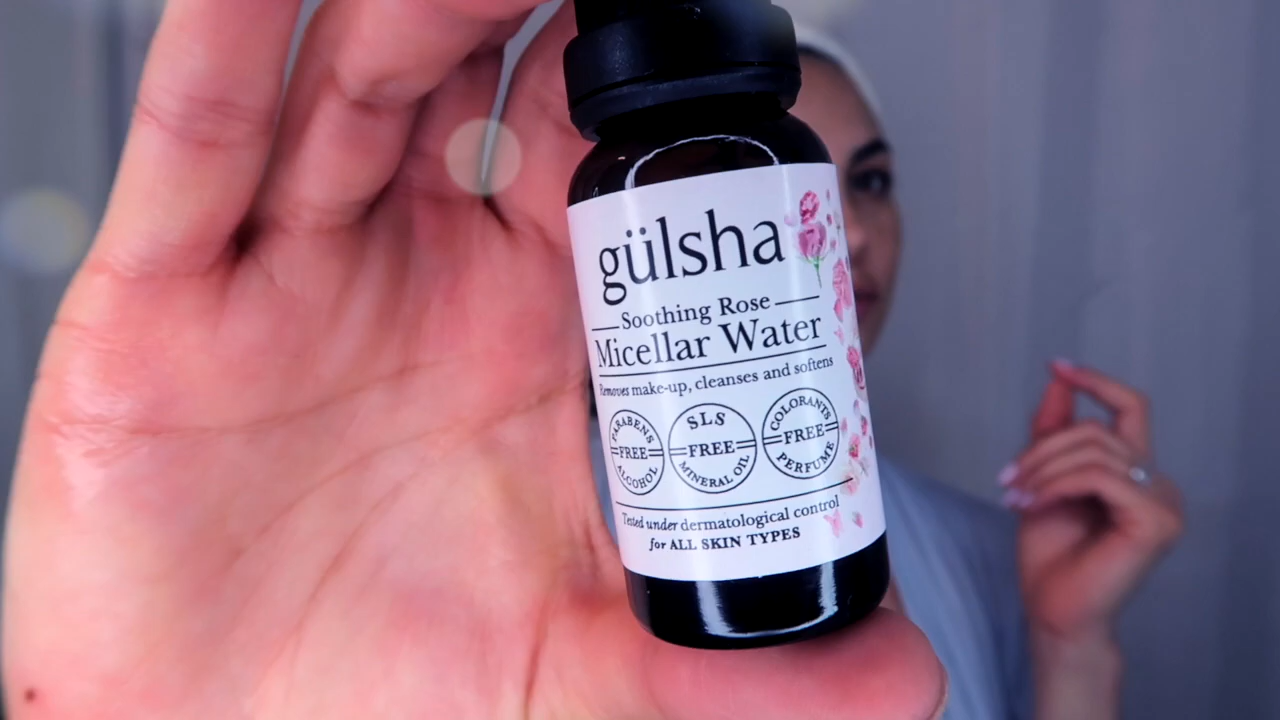 gülsha
Soothing Rose
Micellar Water
Removes make-up, cleanses and softens
PARABENS
FREE
ALCOHOL
SLS
FREE
MINERAL OIL
COLORANTS
FREE
PERFUME
Tested under dermatological control
for ALL SKIN TYPES